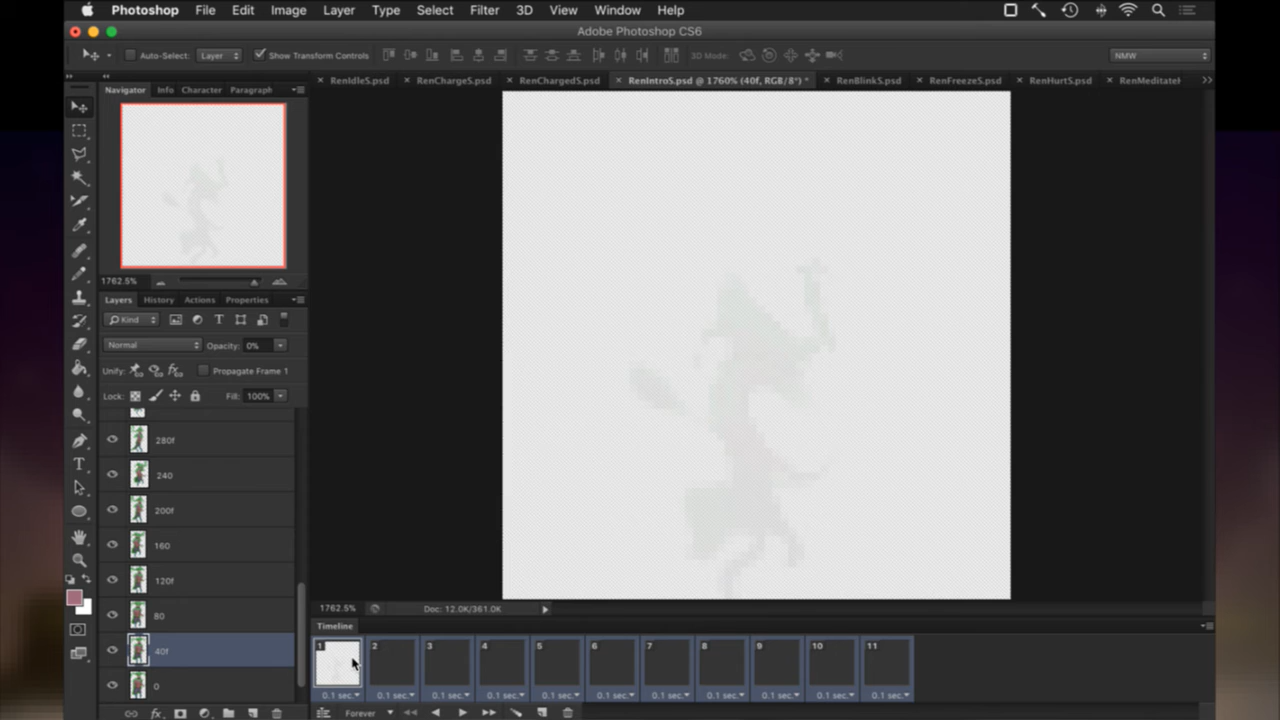 Photoshop File Edit Image Layer Type Select Filter 3D View Window Help
Adobe Photoshop CS6
Auto-Select: Layer Show Transform Controls 3D Mode: NMW
RenIdleS.psd RenChargeS.psd RenChargedS.psd RenIntroS.psd @ 1760% (40f, RGB/8*) * RenBlinkS.psd RenFreezeS.psd RenHurtS.psd RenMeditate
Navigator Info Character Paragraph
1762.5%
Layers History Actions Properties
Kind
Normal Opacity: 0%
Unify: Propagate Frame 1
Lock: Fill: 100%
280f
240
200f
160
120f
80
40f
0
1762.5% Doc: 12.0K/361.0K
Timeline
1 2 3 4 5 6 7 8 9 10 11
0.1 sec. 0.1 sec. 0.1 sec. 0.1 sec. 0.1 sec. 0.1 sec. 0.1 sec. 0.1 sec. 0.1 sec. 0.1 sec. 0.1 sec.
Forever